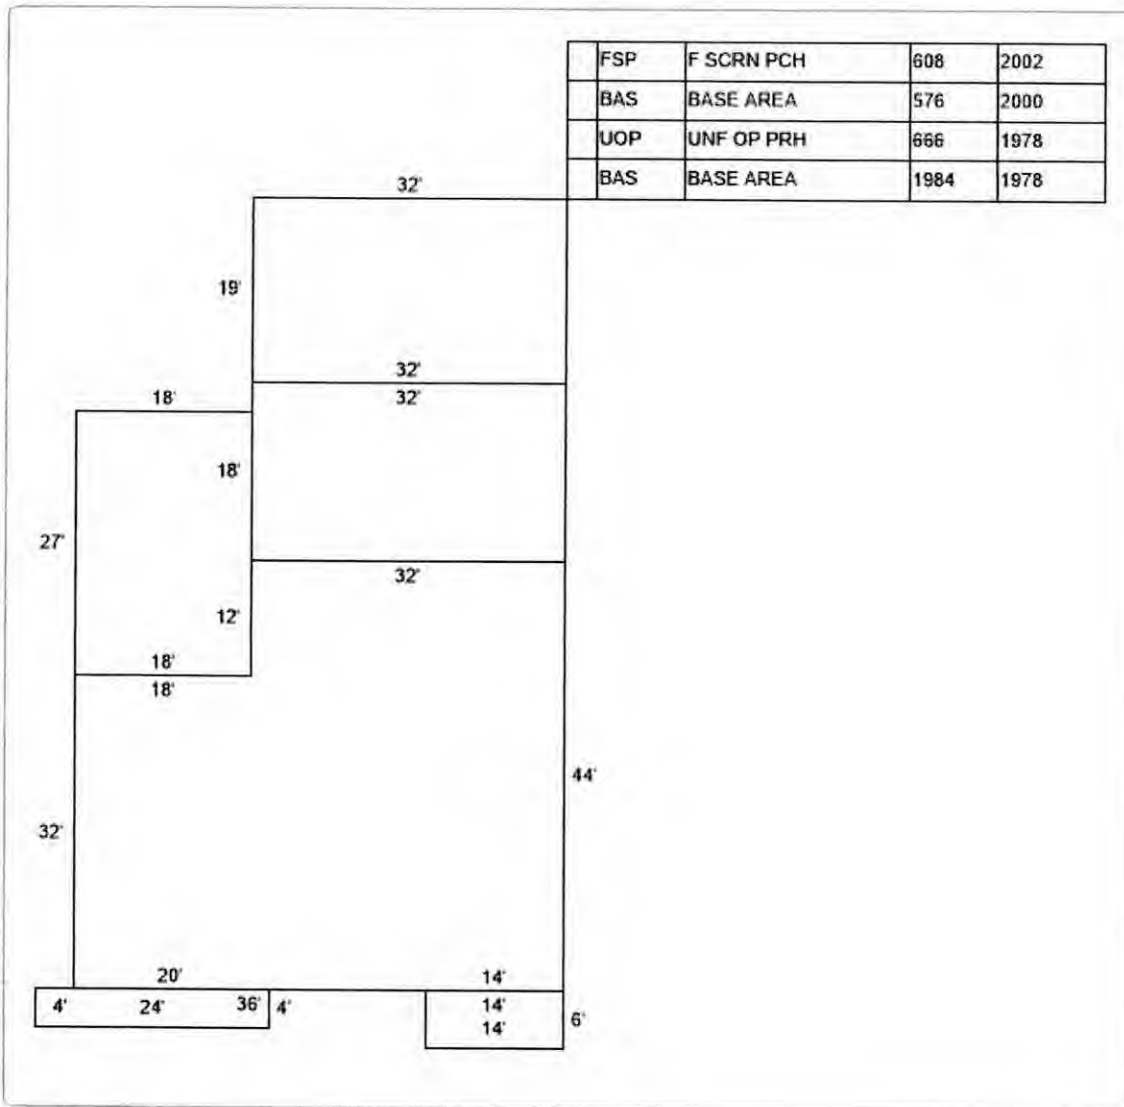 FSP F SCRN PCH 608 2002
BAS BASE AREA 576 2000
UOP UNF OP PRH 666 1978
BAS BASE AREA 1984 1978
32'
19'
32'
18' 32'
18'
27'
32'
12'
18'
18'
44'
32'
20' 14'
4' 24' 36' 4' 14' 6'
14'